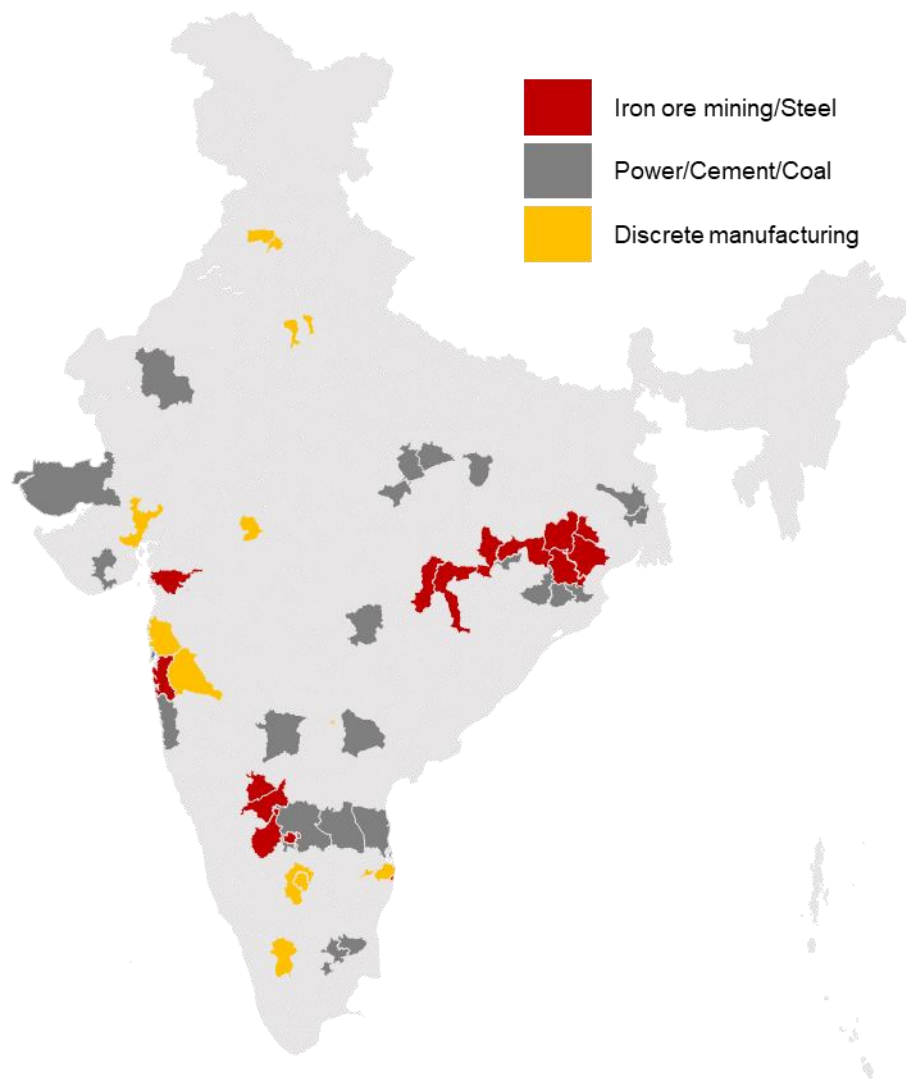 Iron ore mining/Steel
Power/Cement/Coal
Discrete manufacturing